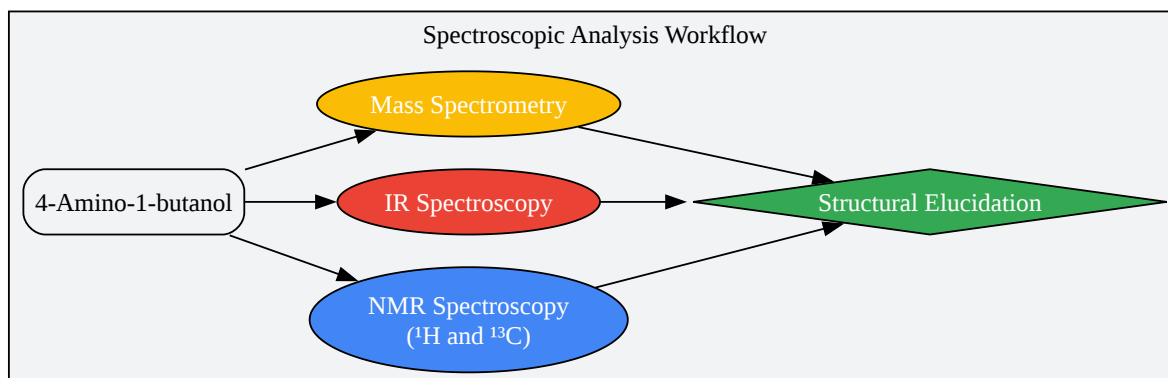 Spectroscopic Analysis Workflow
Mass Spectrometry
4-Amino-1-butanol
IR Spectroscopy
Structural Elucidation
NMR Spectroscopy
(¹H and ¹³C)